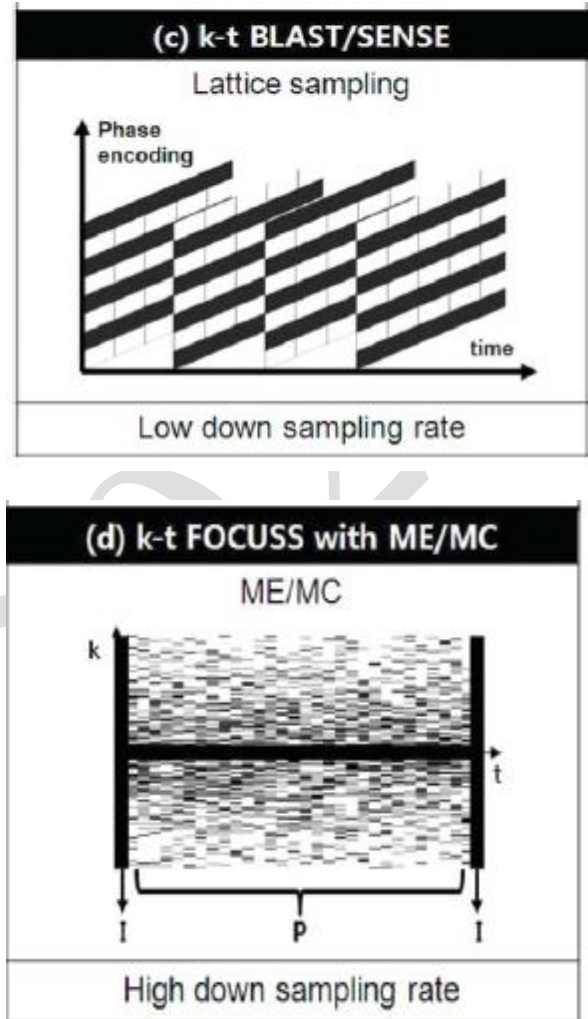 (c) k-t BLAST/SENSE
Lattice sampling
Phase
encoding
time
Low down sampling rate
(d) k-t FOCUSS with ME/MC
ME/MC
k
t
I
P
I
High down sampling rate